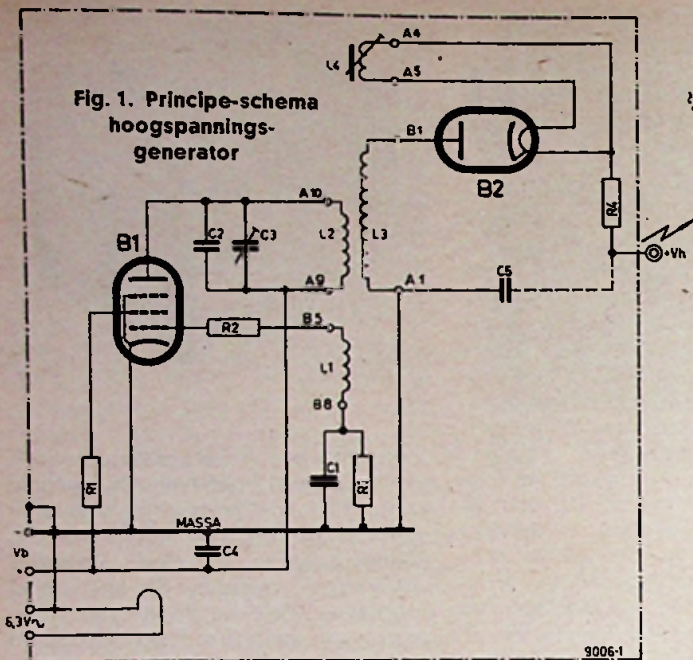 Fig. 1. Principe-schema
hoogspannings-
generator
L4
A4
A5
B1
B2
R4
+Vh
A10
B1
C2
C3
L2
L3
A9
A1
C5
R2
B5
L1
B8
R1
C1
MASSA
-
Vb
+
C4
6,3V~
9006-1